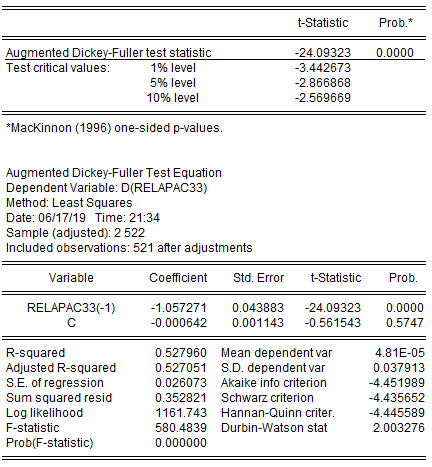 t-Statistic Prob.*
Augmented Dickey-Fuller test statistic -24.09323 0.0000
Test critical values: 1% level -3.442673
5% level -2.866868
10% level -2.569669
*MacKinnon (1996) one-sided p-values.
Augmented Dickey-Fuller Test Equation
Dependent Variable: D(RELAPAC33)
Method: Least Squares
Date: 06/17/19 Time: 21:34
Sample (adjusted): 2 522
Included observations: 521 after adjustments
Variable Coefficient Std. Error t-Statistic Prob.
RELAPAC33(-1) -1.057271 0.043883 -24.09323 0.0000
C -0.000642 0.001143 -0.561543 0.5747
R-squared 0.527960 Mean dependent var 4.81E-05
Adjusted R-squared 0.527051 S.D. dependent var 0.037913
S.E. of regression 0.026073 Akaike info criterion -4.451989
Sum squared resid 0.352821 Schwarz criterion -4.435652
Log likelihood 1161.743 Hannan-Quinn criter. -4.445589
F-statistic 580.4839 Durbin-Watson stat 2.003276
Prob(F-statistic) 0.000000